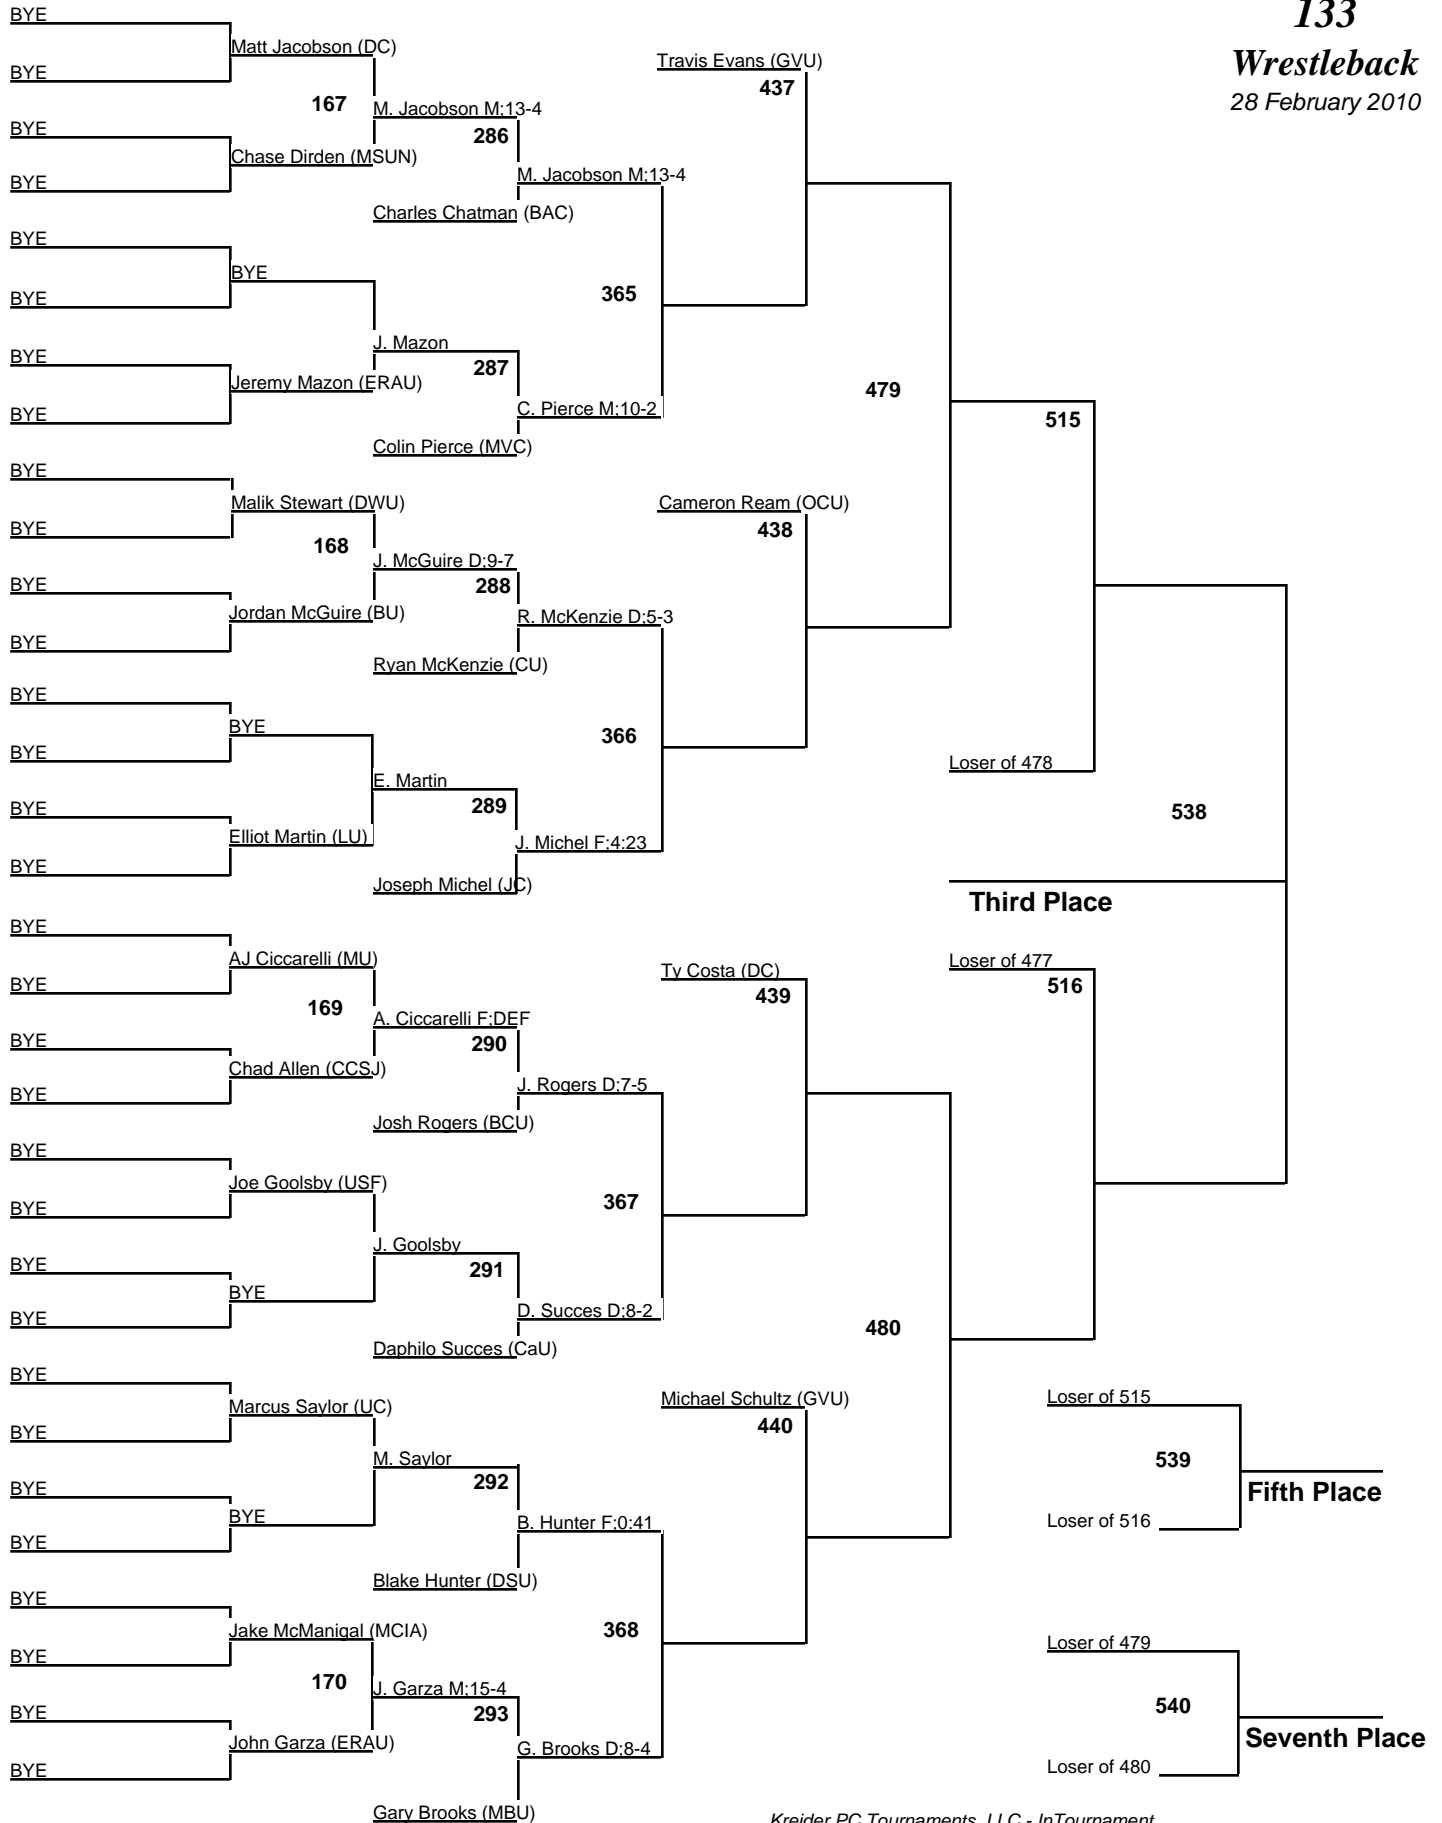 133
Wrestleback
28 February 2010
BYE
Matt Jacobson (DC)
BYE
167
M. Jacobson M;13-4
BYE
Chase Dirden (MSUN)
BYE
286
M. Jacobson M;13-4
Charles Chatman (BAC)
Travis Evans (GVU)
437
BYE
BYE
BYE
365
J. Mazon
BYE
Jeremy Mazon (ERAU)
BYE
287
C. Pierce M;10-2
Colin Pierce (MVC)
479
515
BYE
Malik Stewart (DWU)
BYE
168
J. McGuire D;9-7
BYE
Jordan McGuire (BU)
BYE
288
R. McKenzie D;5-3
Ryan McKenzie (CU)
Cameron Ream (OCU)
438
BYE
BYE
BYE
366
E. Martin
BYE
Elliot Martin (LU)
BYE
289
J. Michel F;4:23
Joseph Michel (JC)
Loser of 478
538
Third Place
BYE
AJ Ciccarelli (MU)
BYE
169
A. Ciccarelli F;DEF
BYE
Chad Allen (CCSJ)
BYE
290
J. Rogers D;7-5
Josh Rogers (BCU)
Ty Costa (DC)
439
Loser of 477
516
BYE
Joe Goolsby (USF)
BYE
367
J. Goolsby
BYE
BYE
BYE
291
D. Succes D;8-2
Daphilo Succes (CaU)
480
BYE
Marcus Saylor (UC)
BYE
M. Saylor
BYE
BYE
BYE
292
B. Hunter F;0:41
Blake Hunter (DSU)
Michael Schultz (GVU)
440
Loser of 515
539
Fifth Place
Loser of 516
BYE
Jake McManigal (MCIA)
BYE
368
170
J. Garza M;15-4
BYE
John Garza (ERAU)
BYE
293
G. Brooks D;8-4
Gary Brooks (MBU)
Loser of 479
540
Seventh Place
Loser of 480
Kreider PC Tournaments, LLC - InTournament